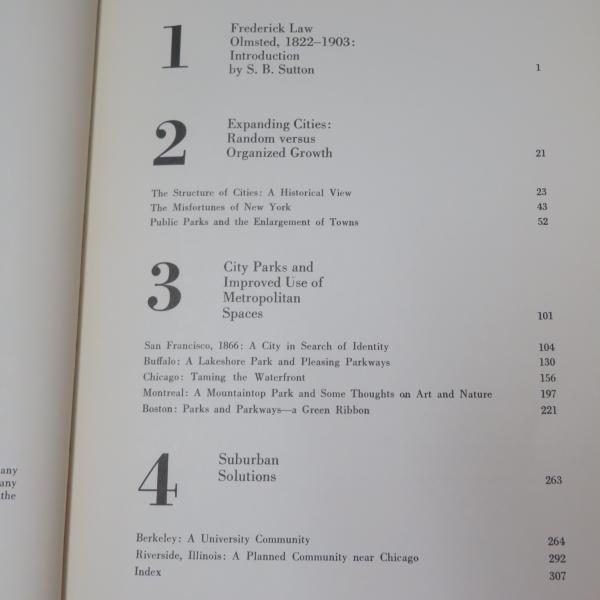 1
Frederick Law
Olmsted, 1822–1903:
Introduction
by S. B. Sutton 1
2
Expanding Cities:
Random versus
Organized Growth 21
The Structure of Cities: A Historical View 23
The Misfortunes of New York 43
Public Parks and the Enlargement of Towns 52
3
City Parks and
Improved Use of
Metropolitan
Spaces 101
San Francisco, 1866: A City in Search of Identity 104
Buffalo: A Lakeshore Park and Pleasing Parkways 130
Chicago: Taming the Waterfront 156
Montreal: A Mountaintop Park and Some Thoughts on Art and Nature 197
Boston: Parks and Parkways—a Green Ribbon 221
4
Suburban
Solutions 263
Berkeley: A University Community 264
Riverside, Illinois: A Planned Community near Chicago 292
Index 307
any
any
the